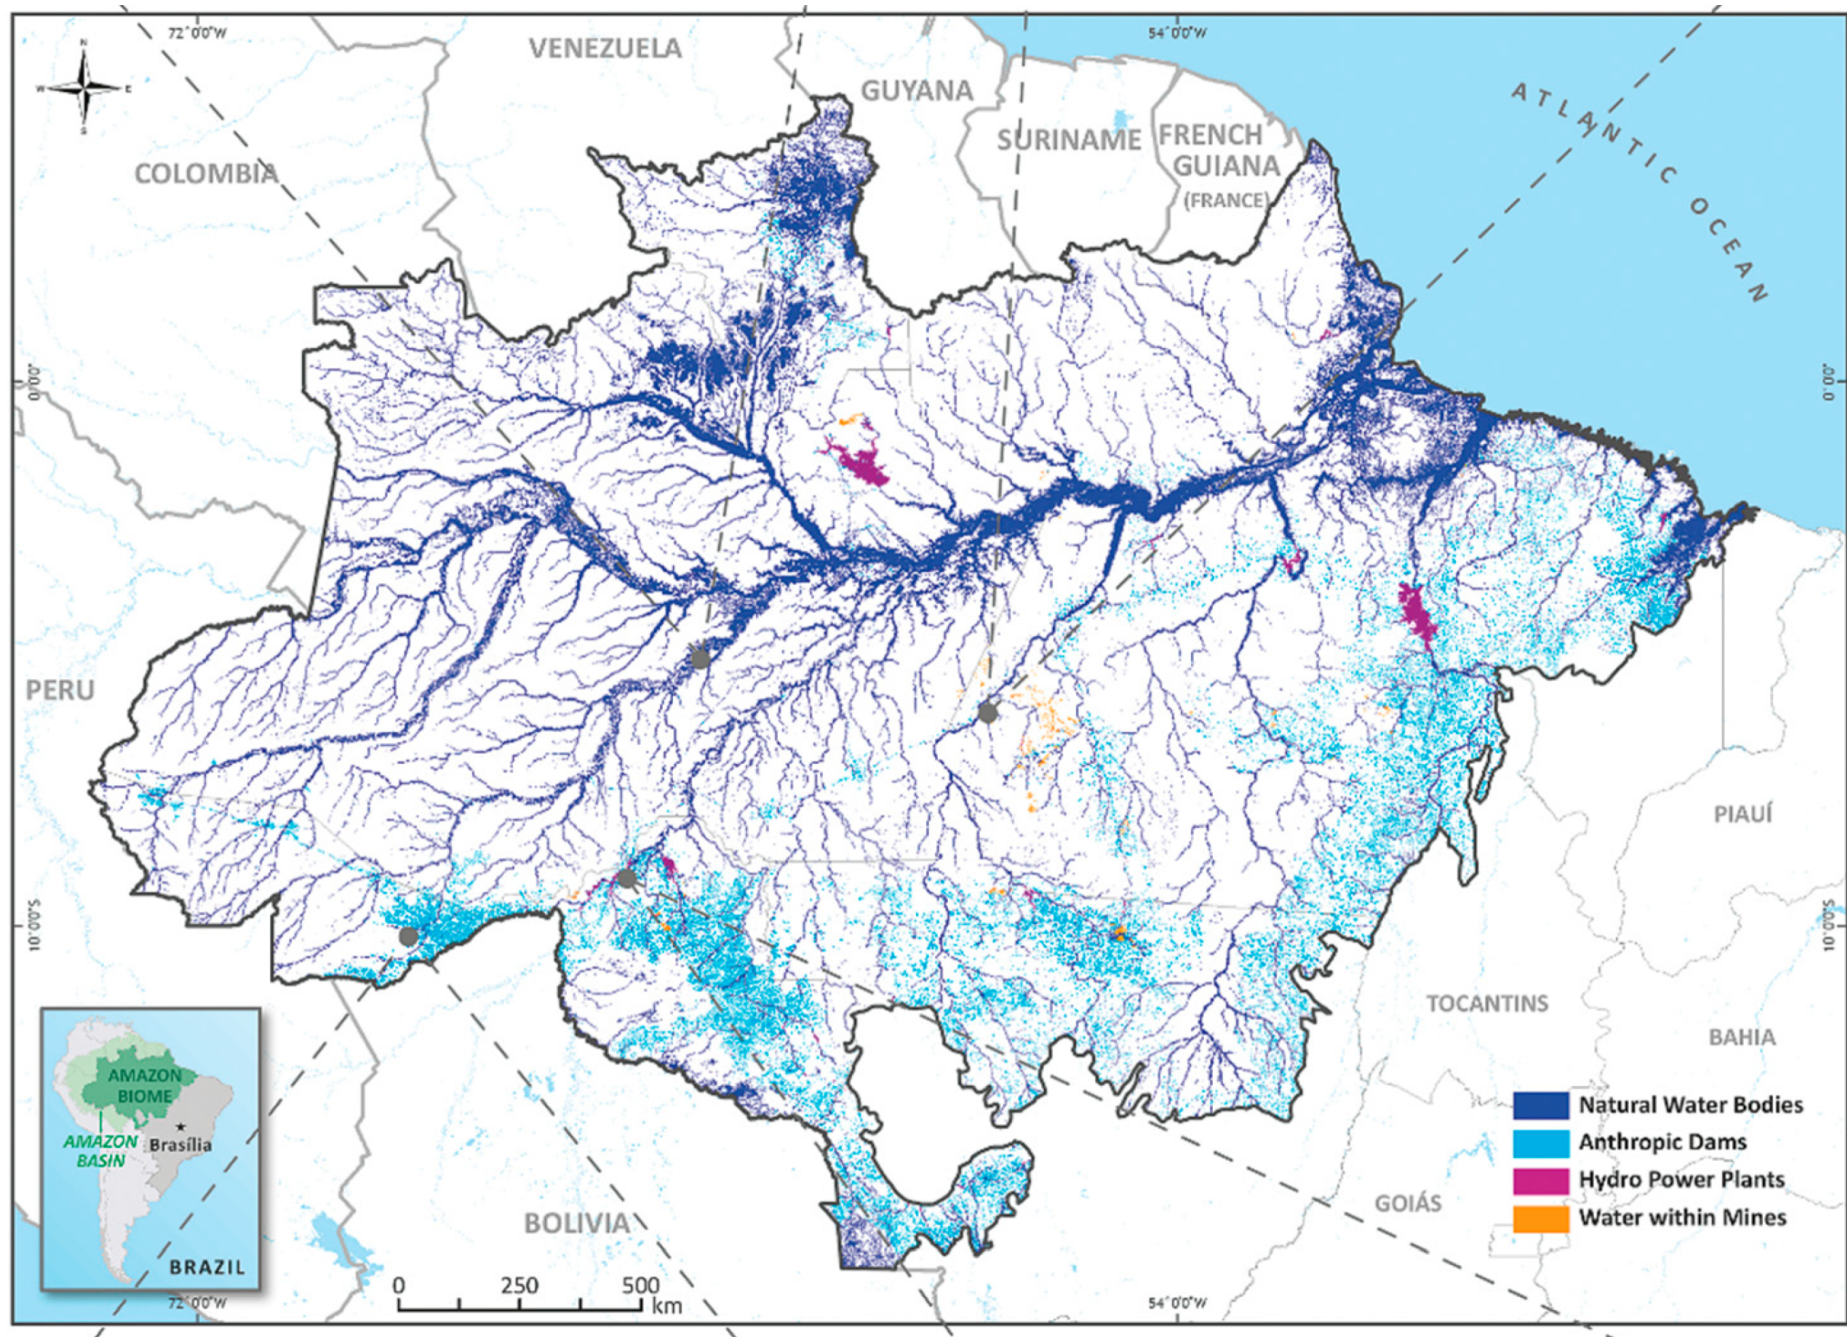 72°0'0"W
54°0'0"W
VENEZUELA
GUYANA
SURINAME
FRENCH
GUIANA
(FRANCE)
ATLANTIC OCEAN
N
W
E
S
COLOMBIA
0°0'0"
0°0'0"
PERU
PIAUÍ
10°0'0"S
10°0'0"S
TOCANTINS
BAHIA
GOIÁS
BOLIVIA
AMAZON
BIOME
AMAZON
BASIN
Brasília
BRAZIL
Natural Water Bodies
Anthropic Dams
Hydro Power Plants
Water within Mines
0 250 500
km
72°0'0"W
54°0'0"W